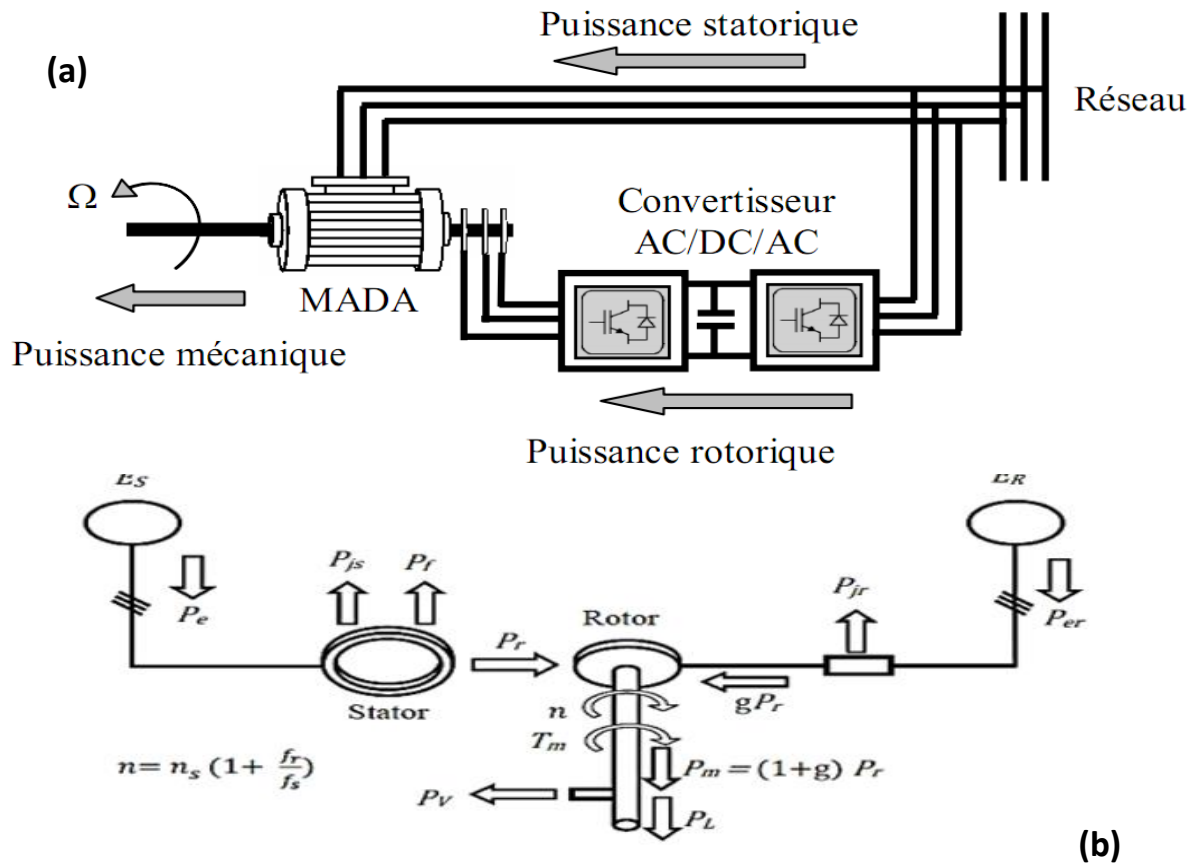 Puissance statorique
(a)
Réseau
Ω
Convertisseur
AC/DC/AC
MADA
Puissance mécanique
Puissance rotorique
P_js
P_f
P_e
Rotor
P_jr
P_er
P_r
gP_r
Stator
n
T_m
n= n_s (1+ f_r/f_s)
P_m = (1+g) P_r
P_V
P_L
(b)